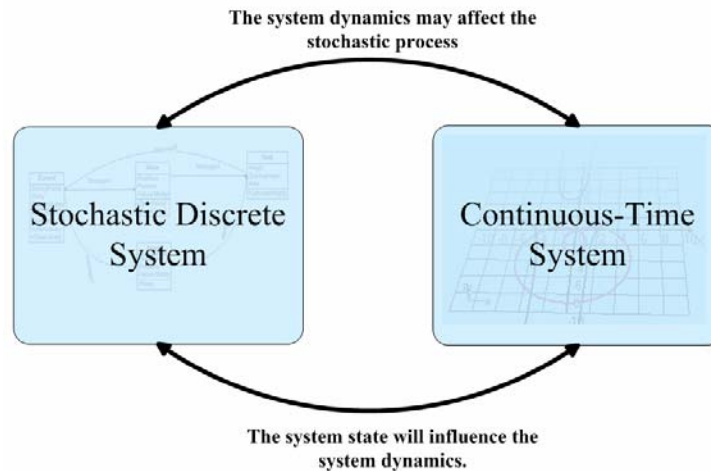 The system dynamics may affect the
stochastic process
Stochastic Discrete
System
Continuous-Time
System
The system state will influence the
system dynamics.